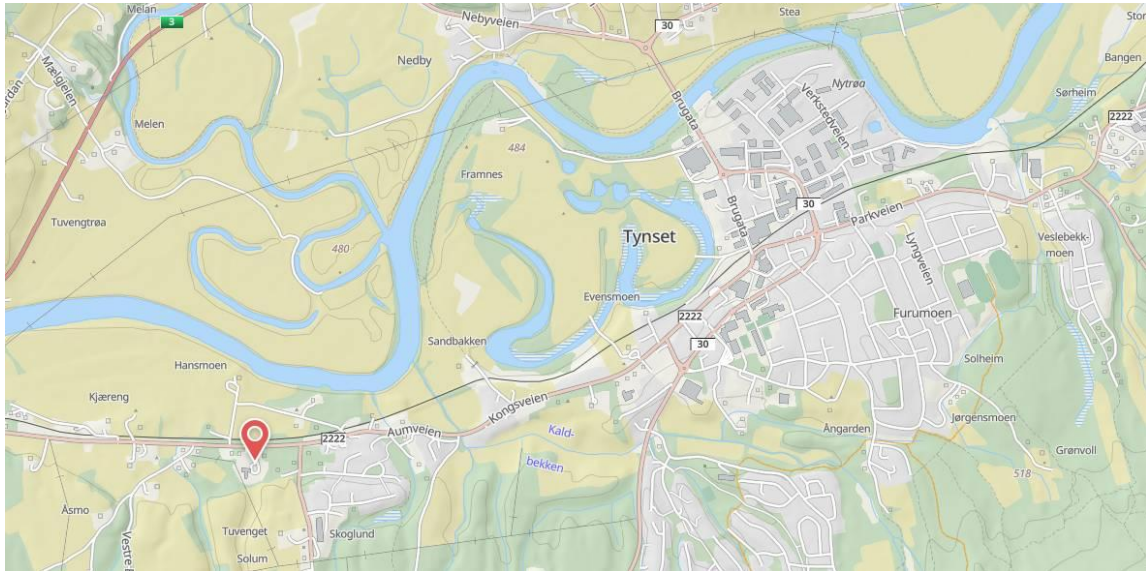 Melan
3
Nebyveien
30
Stea
Nedby
Mælgjeien
Brugata
Nytrøa
Verkstedveien
Bangen
Sørheim
2222
Melen
484
Framnes
Tuvengtrøa
30
Parkveien
Brugata
Tynset
480
Lyngveien
Veslebekk-
moen
Evensmoen
2222
Furumoen
Sandbakken
30
Hansmoen
Solheim
Kjæreng
Kongsveien
Jørgensmoen
2222
Aumveien
Kald-
Ångarden
bekken
Grønvoll
518
Åsmo
Tuvenget
Skoglund
Solum